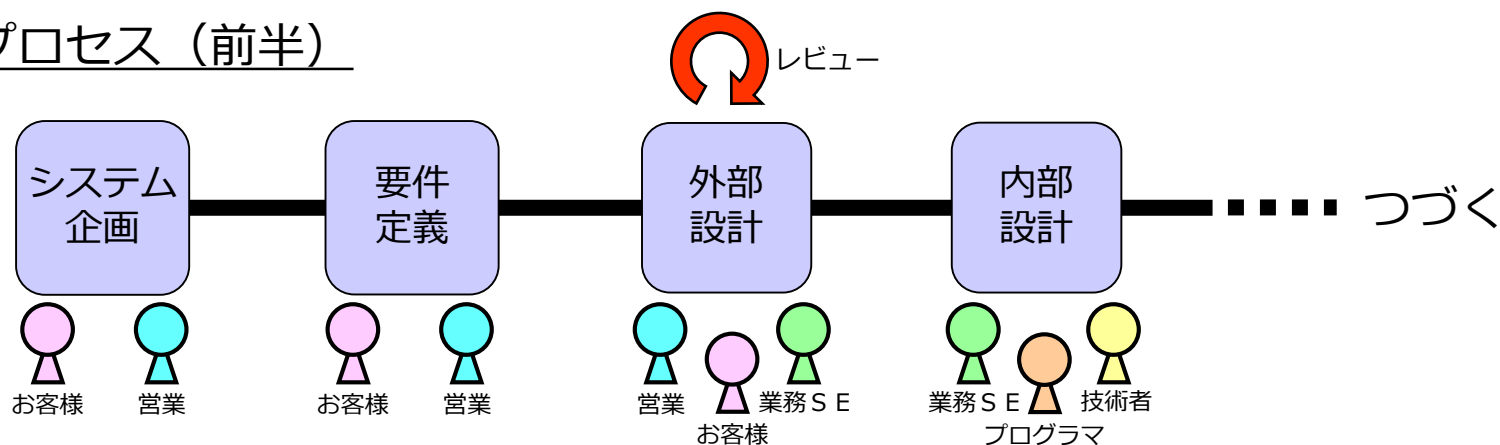 プロセス（前半）
レビュー
システム
企画
要件
定義
外部
設計
内部
設計
つづく
お客様
営業
お客様
営業
営業
お客様
業務ＳＥ
業務ＳＥ
プログラマ
技術者